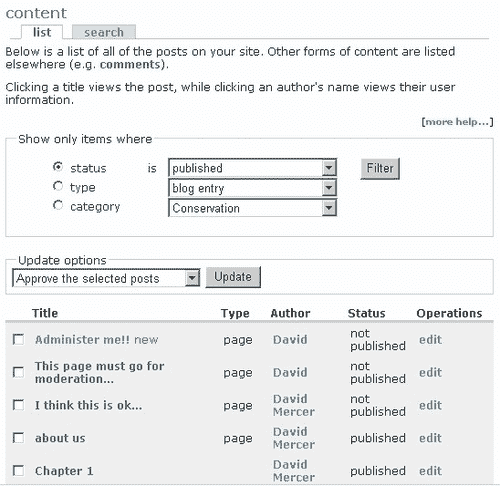 content
list search
Below is a list of all of the posts on your site. Other forms of content are listed
elsewhere (e.g. comments).
Clicking a title views the post, while clicking an author's name views their user
information.
[more help...]
Show only items where
status is published Filter
type blog entry
category Conservation
Update options
Approve the selected posts Update
Title Type Author Status Operations
Administer me!! new page David not
published edit
This page must go for
moderation... page David not
published edit
I think this is ok... page David
Mercer not
published edit
about us page David
Mercer published edit
Chapter 1 David
Mercer published edit